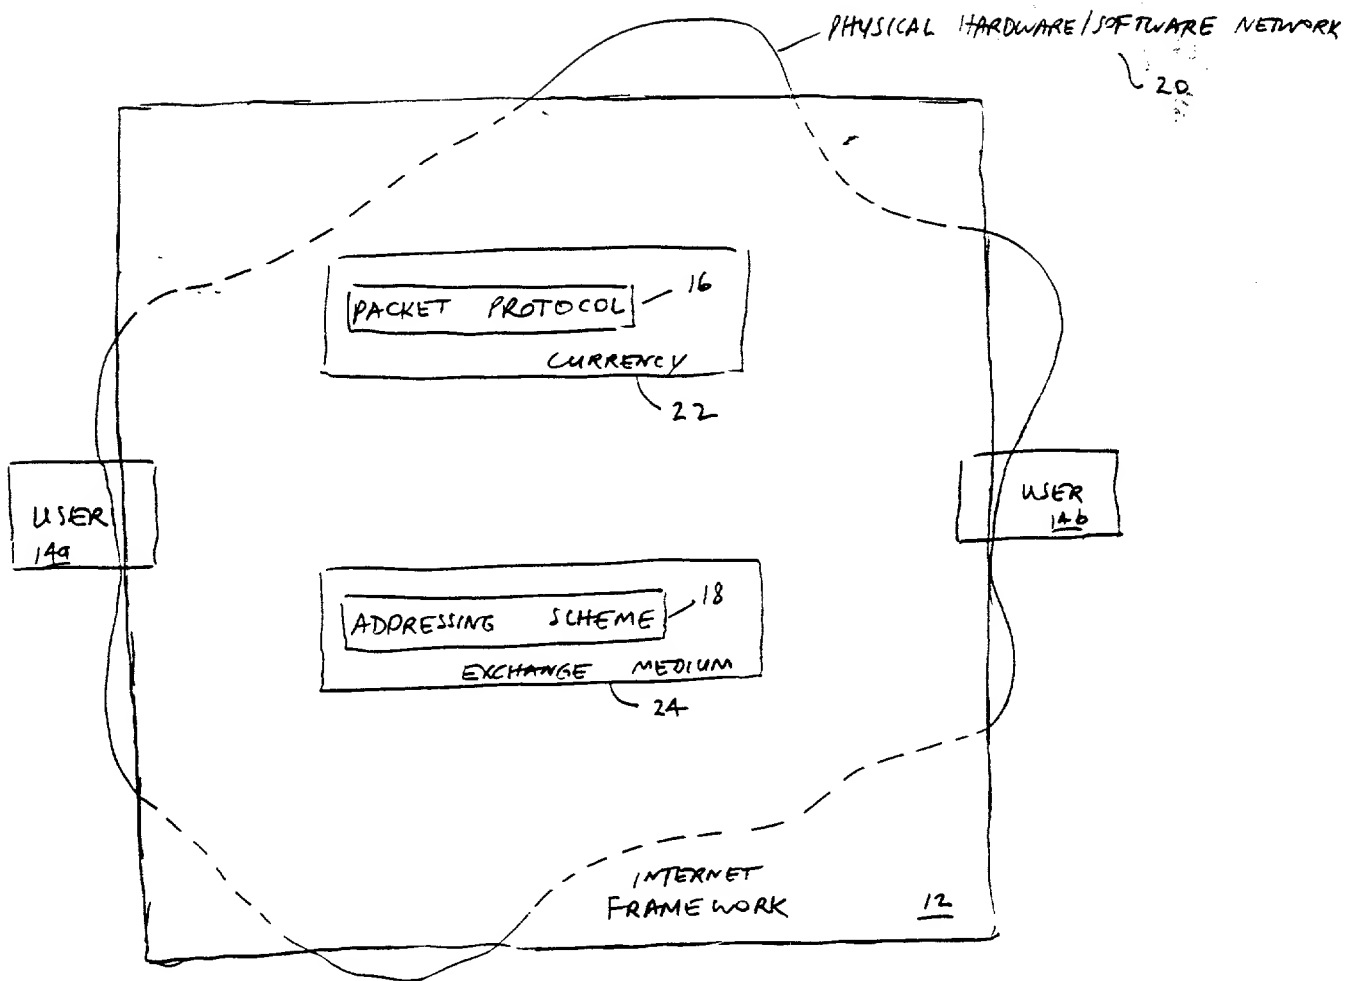 PHYSICAL HARDWARE/SOFTWARE NETWORK
20
PACKET PROTOCOL
16
CURRENCY
22
USER
14a
USER
14b
ADDRESSING SCHEME
18
EXCHANGE MEDIUM
24
INTERNET
FRAMEWORK
12